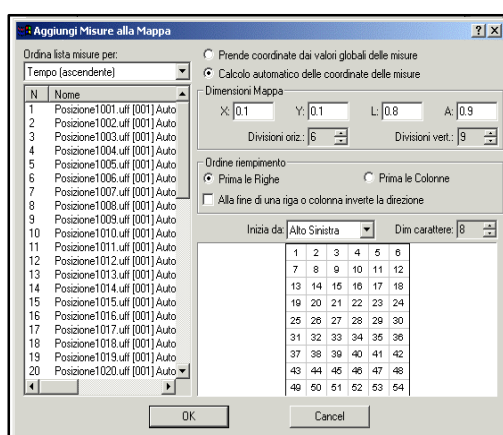 Aggiungi Misure alla Mappa
Ordina lista misure per:
Tempo (ascendente)
N Nome
1 Posizione1001.uff [001] Auto
2 Posizione1002.uff [001] Auto
3 Posizione1003.uff [001] Auto
4 Posizione1004.uff [001] Auto
5 Posizione1005.uff [001] Auto
6 Posizione1006.uff [001] Auto
7 Posizione1007.uff [001] Auto
8 Posizione1008.uff [001] Auto
9 Posizione1009.uff [001] Auto
10 Posizione1010.uff [001] Auto
11 Posizione1011.uff [001] Auto
12 Posizione1012.uff [001] Auto
13 Posizione1013.uff [001] Auto
14 Posizione1014.uff [001] Auto
15 Posizione1015.uff [001] Auto
16 Posizione1016.uff [001] Auto
17 Posizione1017.uff [001] Auto
18 Posizione1018.uff [001] Auto
19 Posizione1019.uff [001] Auto
20 Posizione1020.uff [001] Auto
Prende coordinate dai valori globali delle misure
Calcolo automatico delle coordinate delle misure
Dimensioni Mappa
X: 0.1 Y: 0.1 L: 0.8 A: 0.9
Divisioni oriz.: 6 Divisioni vert.: 9
Ordine riempimento
Prima le Righe Prima le Colonne
Alla fine di una riga o colonna inverte la direzione
Inizia da: Alto Sinistra Dim carattere: 8
1 2 3 4 5 6
7 8 9 10 11 12
13 14 15 16 17 18
19 20 21 22 23 24
25 26 27 28 29 30
31 32 33 34 35 36
37 38 39 40 41 42
43 44 45 46 47 48
49 50 51 52 53 54
OK Cancel